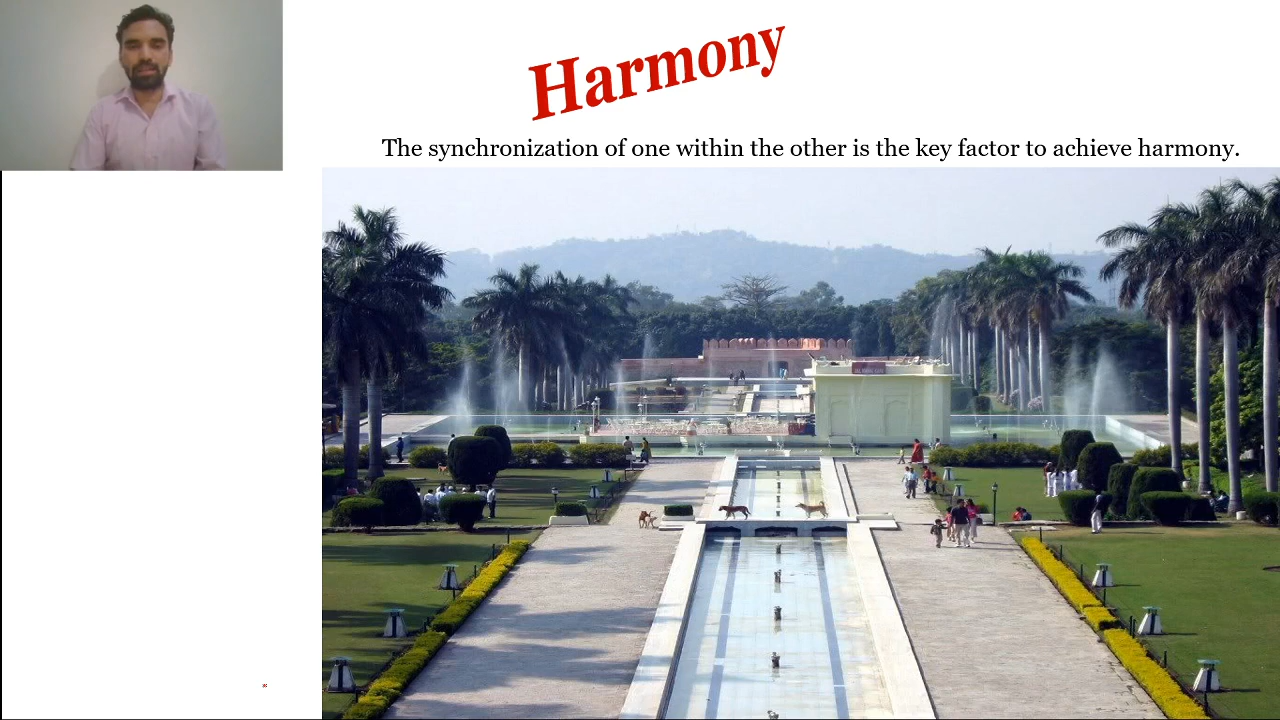 Harmony
The synchronization of one within the other is the key factor to achieve harmony.